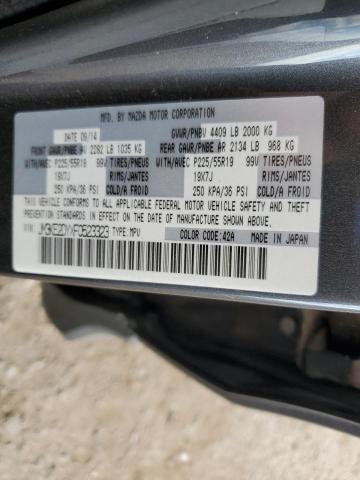 MFD. BY MAZDA MOTOR CORPORATION
DATE 09/14 GVWR/PNBV 4409 LB 2000 KG
FRONT GAWR/PNBE AV 2282 LB 1035 KG REAR GAWR/PNBE AR 2134 LB 968 KG
WITH/AVEC P225/55R19 99V TIRES/PNEUS WITH/AVEC P225/55R19 99V TIRES/PNEUS
19X7J RIMS/JANTES 19X7J RIMS/JANTES
250 KPA/36 PSI COLD/A FROID 250 KPA/36 PSI COLD/A FROID
THIS VEHICLE CONFORMS TO ALL APPLICABLE FEDERAL MOTOR VEHICLE
SAFETY, BUMPER, AND THEFT PREVENTION STANDARDS IN EFFECT ON THE
DATE OF MANUFACTURE SHOWN ABOVE.
VIN: JM3KE2DYXF0523323 TYPE:MPV COLOR CODE:42A MADE IN JAPAN